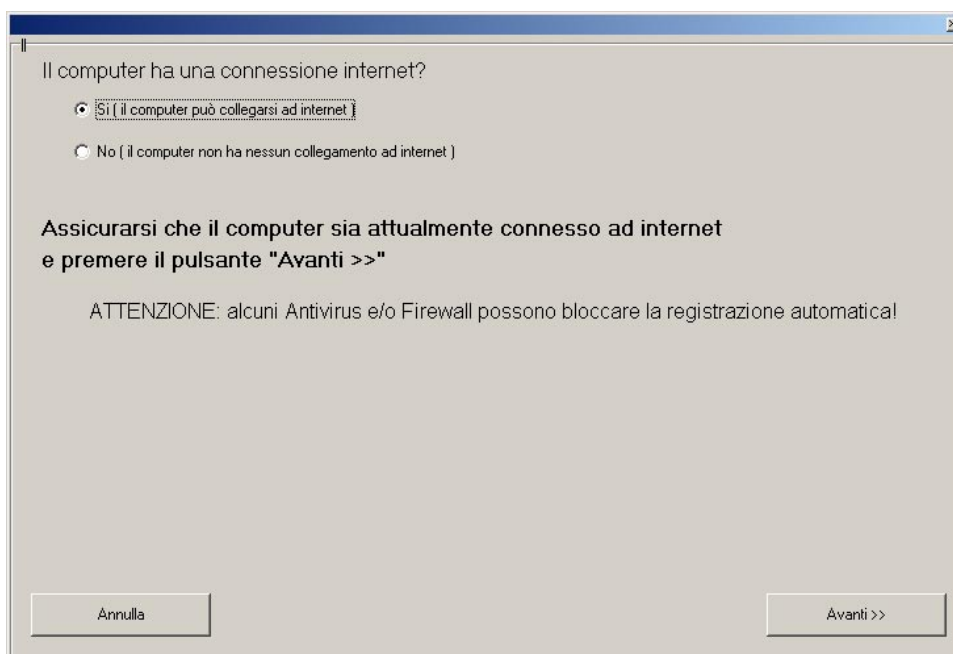 Il computer ha una connessione internet?
Si ( il computer può collegarsi ad internet )
No ( il computer non ha nessun collegamento ad internet )
Assicurarsi che il computer sia attualmente connesso ad internet
e premere il pulsante "Avanti >>"
ATTENZIONE: alcuni Antivirus e/o Firewall possono bloccare la registrazione automatica!
Annulla
Avanti >>